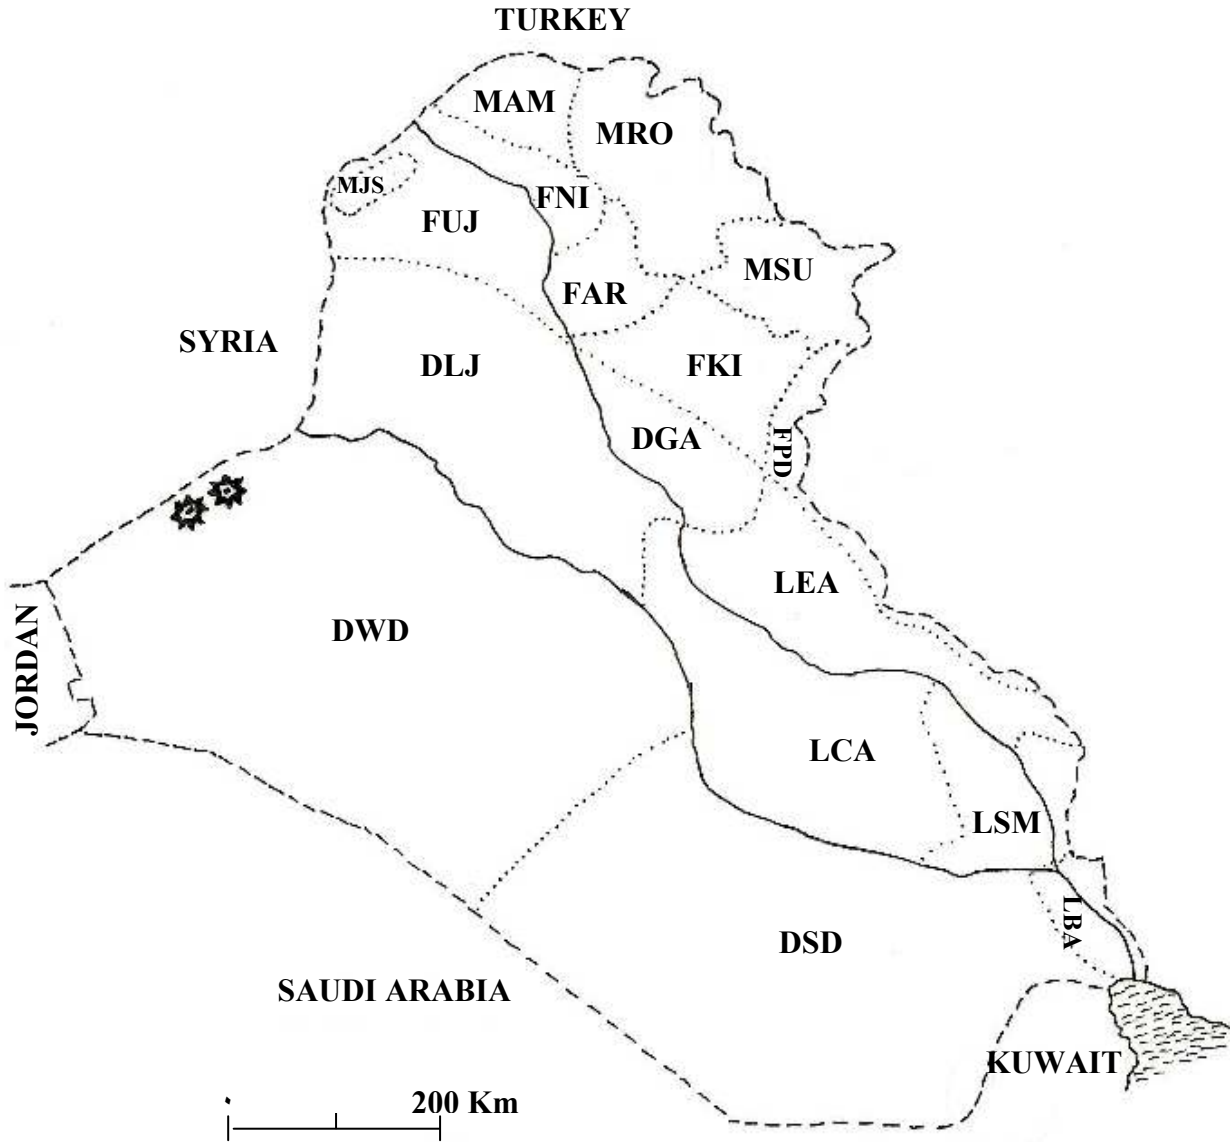 TURKEY
MAM
MRO
MJS
FNI
FUJ
MSU
FAR
SYRIA
DLJ
FKI
DGA
FPD
LEA
DWD
JORDAN
LCA
LSM
LBA
DSD
SAUDI ARABIA
KUWAIT
200 Km